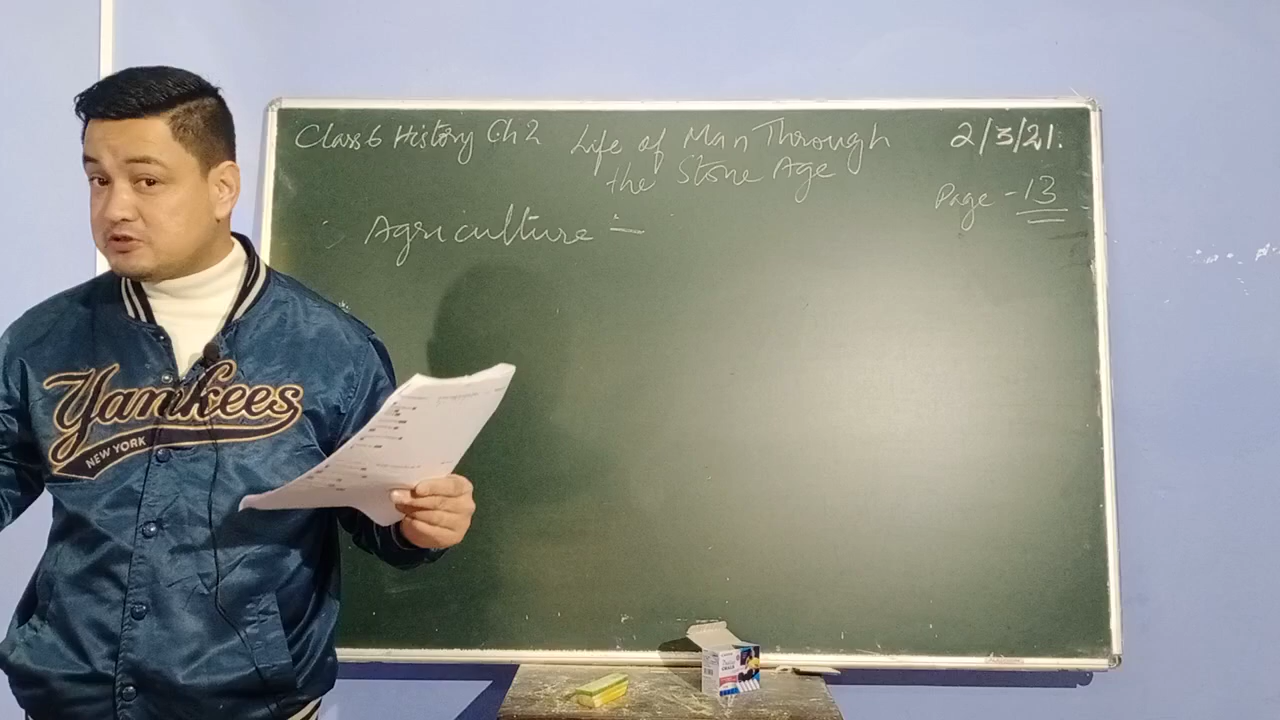 Class 6 History Ch 2 Life of Man Through 2/3/21.
the Stone Age
Page - 13
Agriculture :-
Yankees
NEW YORK